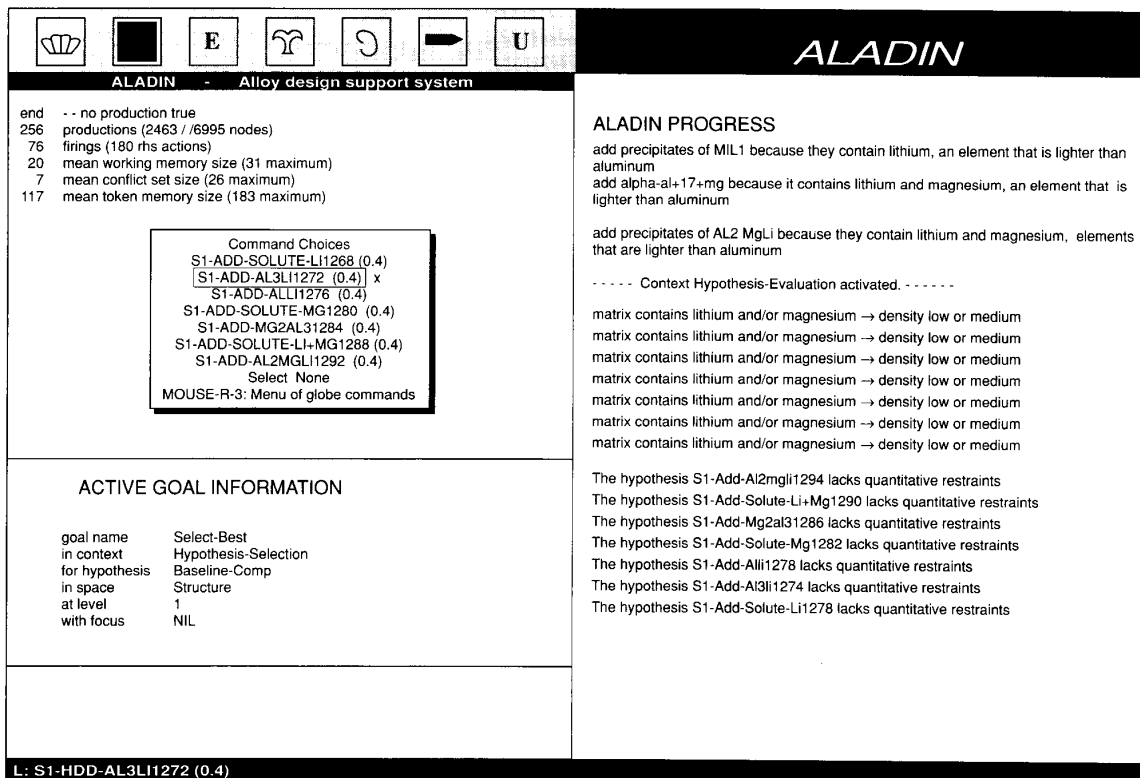 E
U
ALADIN - Alloy design support system
end - - no production true
256 productions (2463 / /6995 nodes)
76 firings (180 rhs actions)
20 mean working memory size (31 maximum)
7 mean conflict set size (26 maximum)
117 mean token memory size (183 maximum)
Command Choices
S1-ADD-SOLUTE-LI1268 (0.4)
S1-ADD-AL3LI1272 (0.4) x
S1-ADD-ALLI1276 (0.4)
S1-ADD-SOLUTE-MG1280 (0.4)
S1-ADD-MG2AL31284 (0.4)
S1-ADD-SOLUTE-LI+MG1288 (0.4)
S1-ADD-AL2MGLI1292 (0.4)
Select None
MOUSE-R-3: Menu of globe commands
ACTIVE GOAL INFORMATION
goal name Select-Best
in context Hypothesis-Selection
for hypothesis Baseline-Comp
in space Structure
at level 1
with focus NIL
L: S1-HDD-AL3LI1272 (0.4)
ALADIN
ALADIN PROGRESS
add precipitates of MIL1 because they contain lithium, an element that is lighter than
aluminum
add alpha-al+17+mg because it contains lithium and magnesium, an element that is
lighter than aluminum
add precipitates of AL2 MgLi because they contain lithium and magnesium, elements
that are lighter than aluminum
- - - - - Context Hypothesis-Evaluation activated. - - - - - -
matrix contains lithium and/or magnesium → density low or medium
matrix contains lithium and/or magnesium → density low or medium
matrix contains lithium and/or magnesium → density low or medium
matrix contains lithium and/or magnesium → density low or medium
matrix contains lithium and/or magnesium → density low or medium
matrix contains lithium and/or magnesium → density low or medium
matrix contains lithium and/or magnesium → density low or medium
The hypothesis S1-Add-Al2mgli1294 lacks quantitative restraints
The hypothesis S1-Add-Solute-Li+Mg1290 lacks quantitative restraints
The hypothesis S1-Add-Mg2al31286 lacks quantitative restraints
The hypothesis S1-Add-Solute-Mg1282 lacks quantitative restraints
The hypothesis S1-Add-Alli1278 lacks quantitative restraints
The hypothesis S1-Add-Al3li1274 lacks quantitative restraints
The hypothesis S1-Add-Solute-Li1278 lacks quantitative restraints